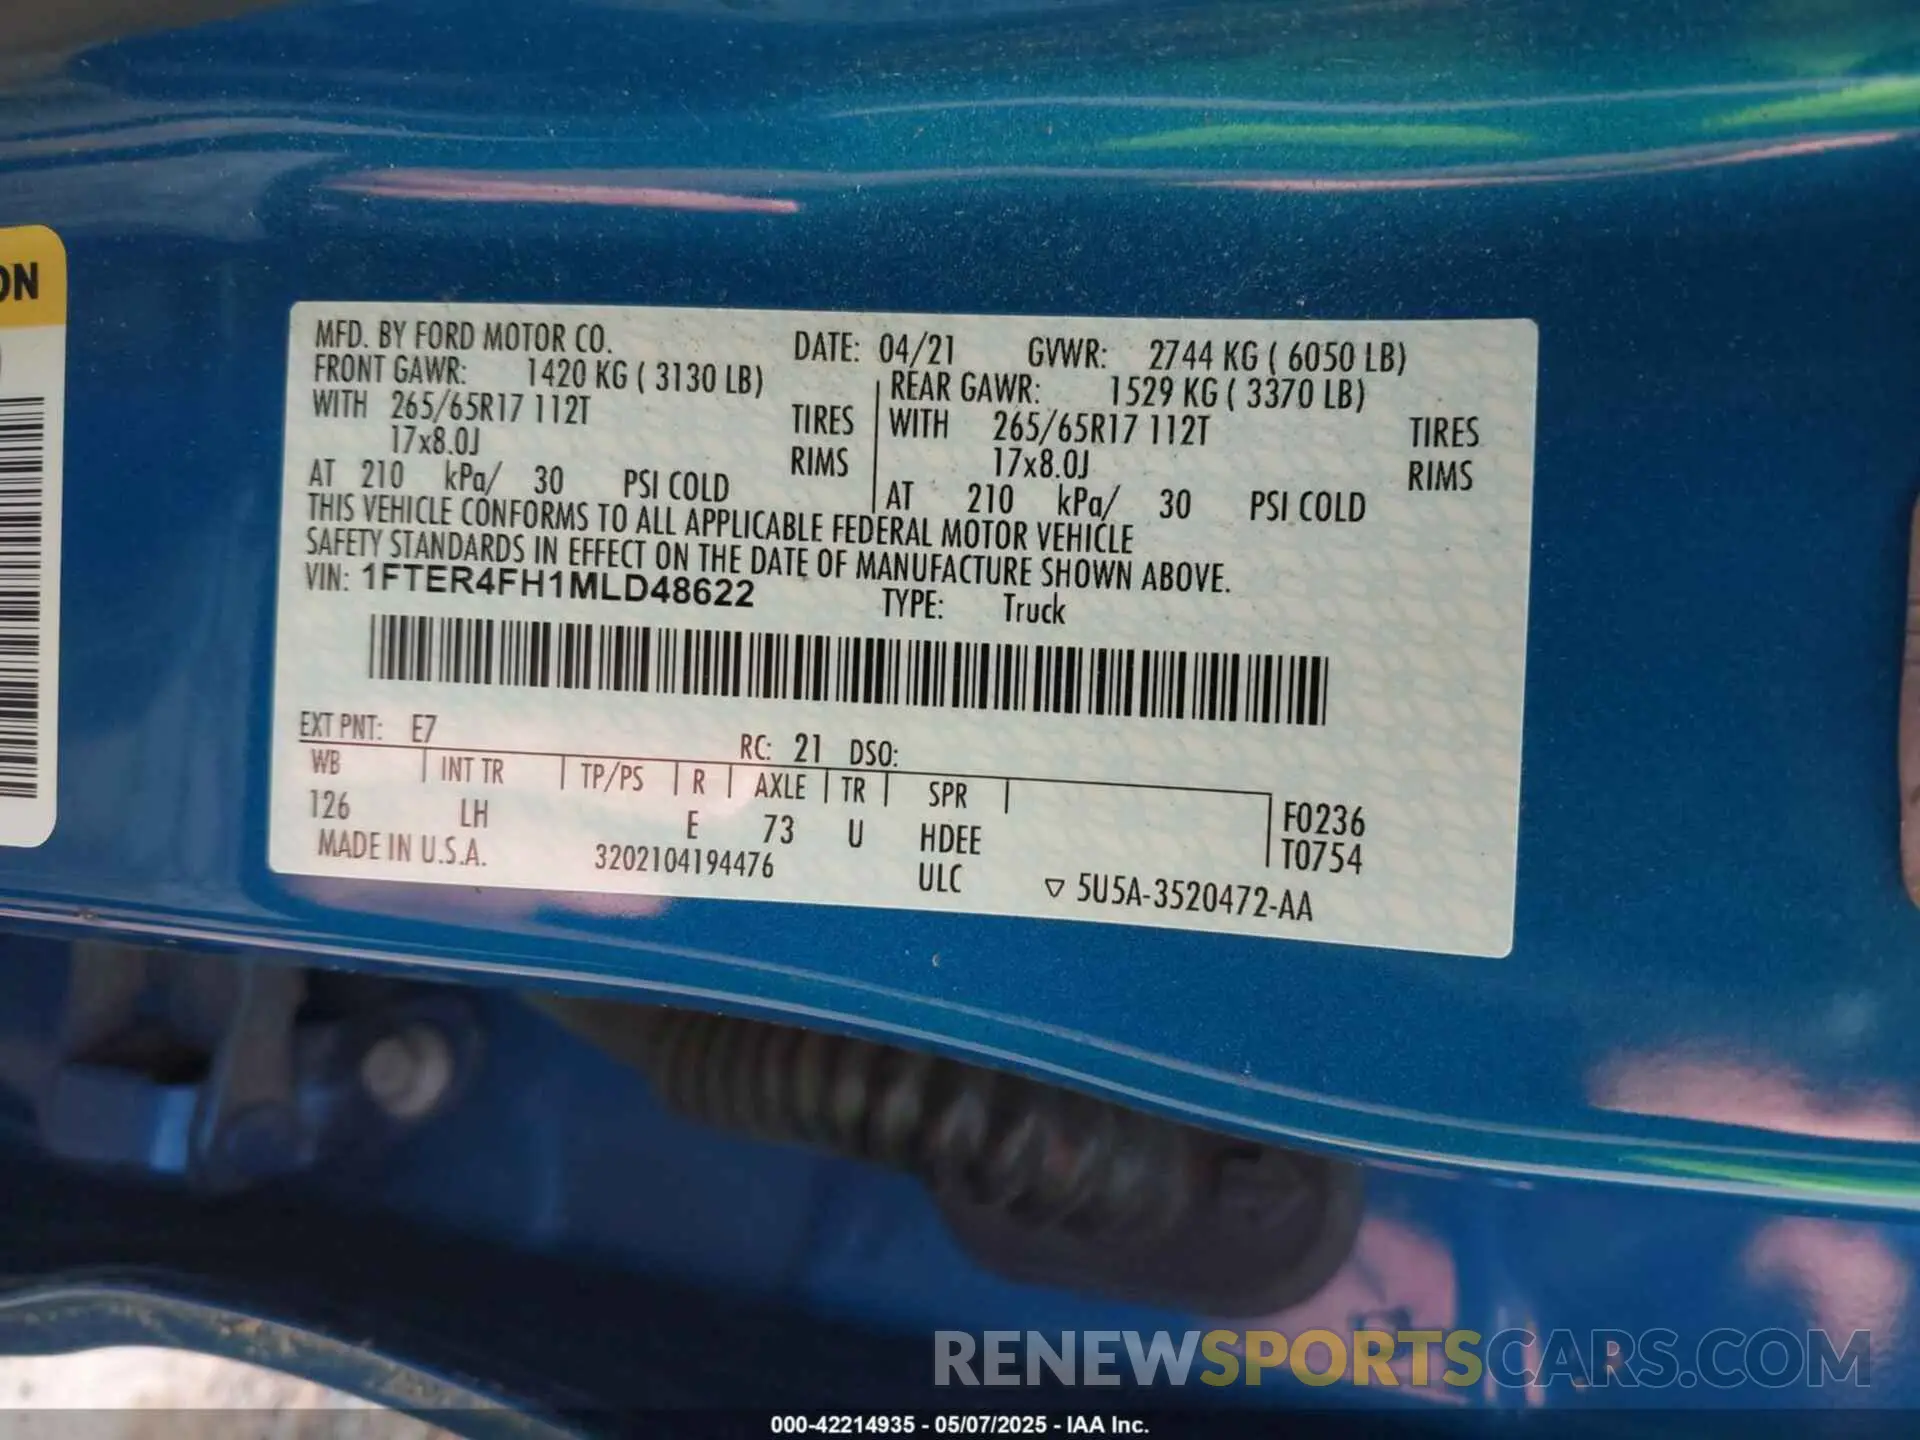 ON
MFD. BY FORD MOTOR CO. DATE: 04/21 GVWR: 2744 KG ( 6050 LB)
FRONT GAWR: 1420 KG ( 3130 LB) REAR GAWR: 1529 KG ( 3370 LB)
WITH 265/65R17 112T TIRES WITH 265/65R17 112T TIRES
17x8.0J RIMS 17x8.0J RIMS
AT 210 kPa/ 30 PSI COLD AT 210 kPa/ 30 PSI COLD
THIS VEHICLE CONFORMS TO ALL APPLICABLE FEDERAL MOTOR VEHICLE
SAFETY STANDARDS IN EFFECT ON THE DATE OF MANUFACTURE SHOWN ABOVE.
VIN: 1FTER4FH1MLD48622 TYPE: Truck
EXT PNT: E7 RC: 21 DSO:
WB INT TR TP/PS R AXLE TR SPR F0236
126 LH E 73 U HDEE T0754
MADE IN U.S.A. 3202104194476 ULC ▽ 5U5A-3520472-AA
RENEWSPORTSCARS.COM
000-42214935 - 05/07/2025 - IAA Inc.